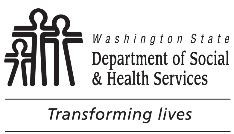 Washington State
Department of Social
& Health Services
Transforming lives